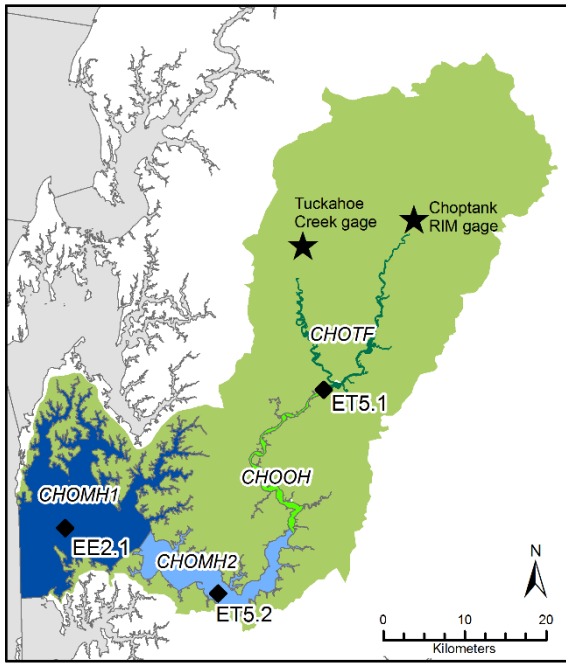 Tuckahoe
Creek gage
Choptank
RIM gage
CHOTF
ET5.1
CHOOH
CHOMH1
EE2.1
CHOMH2
ET5.2
N
0 5 10 20
Kilometers